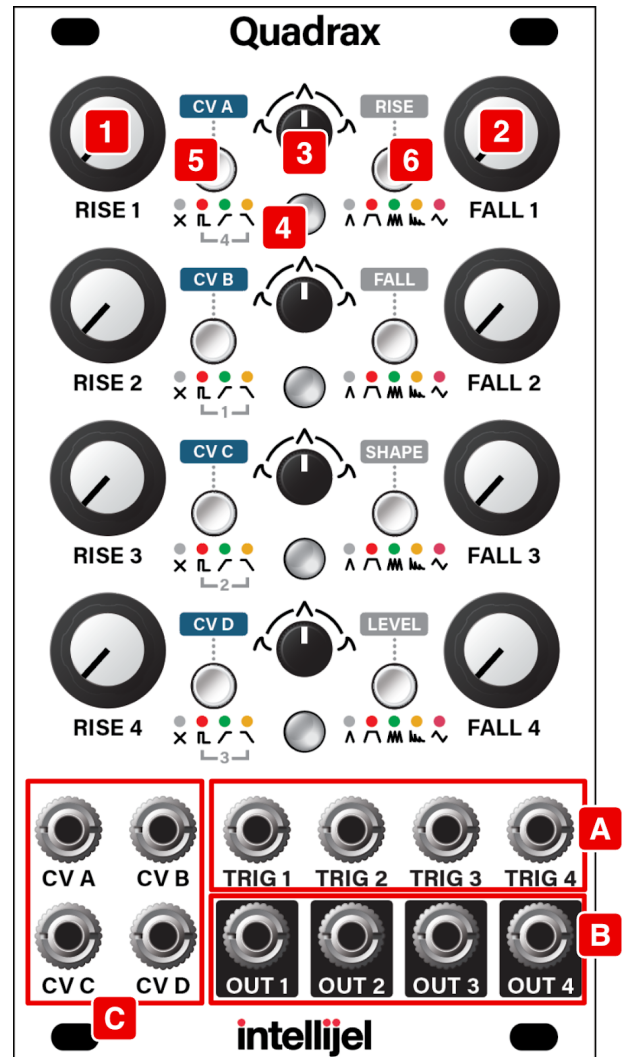 Quadrax
CV A
RISE
1
5
3
6
2
RISE 1
4
4
FALL 1
CV B
FALL
RISE 2
1
FALL 2
CV C
SHAPE
RISE 3
2
FALL 3
CV D
LEVEL
RISE 4
3
FALL 4
A
CV A
CV B
TRIG 1
TRIG 2
TRIG 3
TRIG 4
B
CV C
CV D
OUT 1
OUT 2
OUT 3
OUT 4
C
intellijel